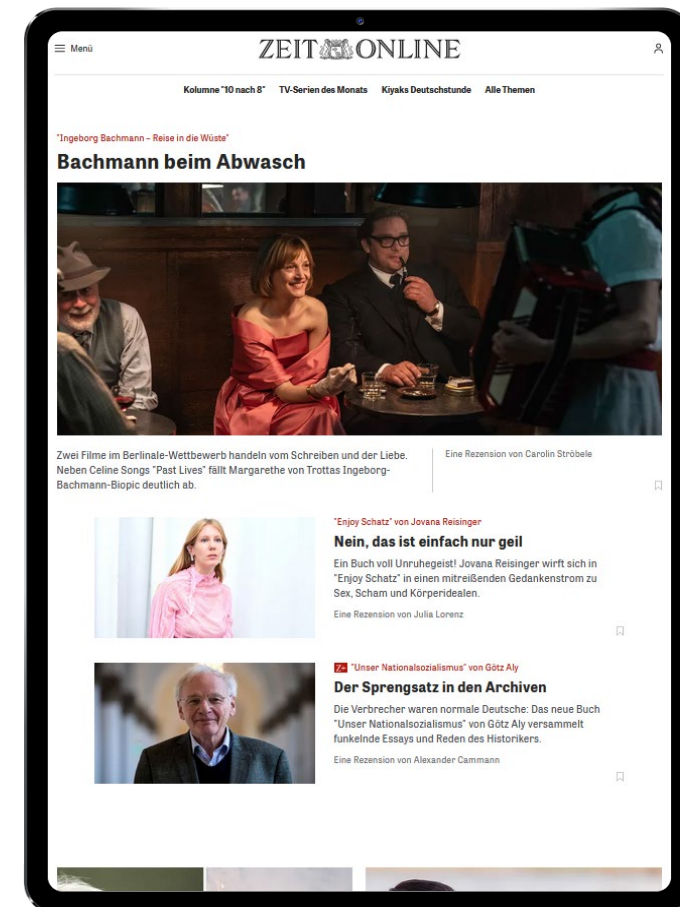 Menü
ZEIT ONLINE
Kolumne "10 nach 8" TV-Serien des Monats Kiyaks Deutschstunde Alle Themen
"Ingeborg Bachmann – Reise in die Wüste"
Bachmann beim Abwasch
Zwei Filme im Berlinale-Wettbewerb handeln vom Schreiben und der Liebe.
Neben Celine Songs "Past Lives" fällt Margarethe von Trottas Ingeborg-
Bachmann-Biopic deutlich ab.
Eine Rezension von Carolin Ströbele
"Enjoy Schatz" von Jovana Reisinger
Nein, das ist einfach nur geil
Ein Buch voll Unruhegeist! Jovana Reisinger wirft sich in
"Enjoy Schatz" in einen mitreißenden Gedankenstrom zu
Sex, Scham und Körperidealen.
Eine Rezension von Julia Lorenz
Z+ "Unser Nationalsozialismus" von Götz Aly
Der Sprengsatz in den Archiven
Die Verbrecher waren normale Deutsche: Das neue Buch
"Unser Nationalsozialismus" von Götz Aly versammelt
funkelnde Essays und Reden des Historikers.
Eine Rezension von Alexander Cammann